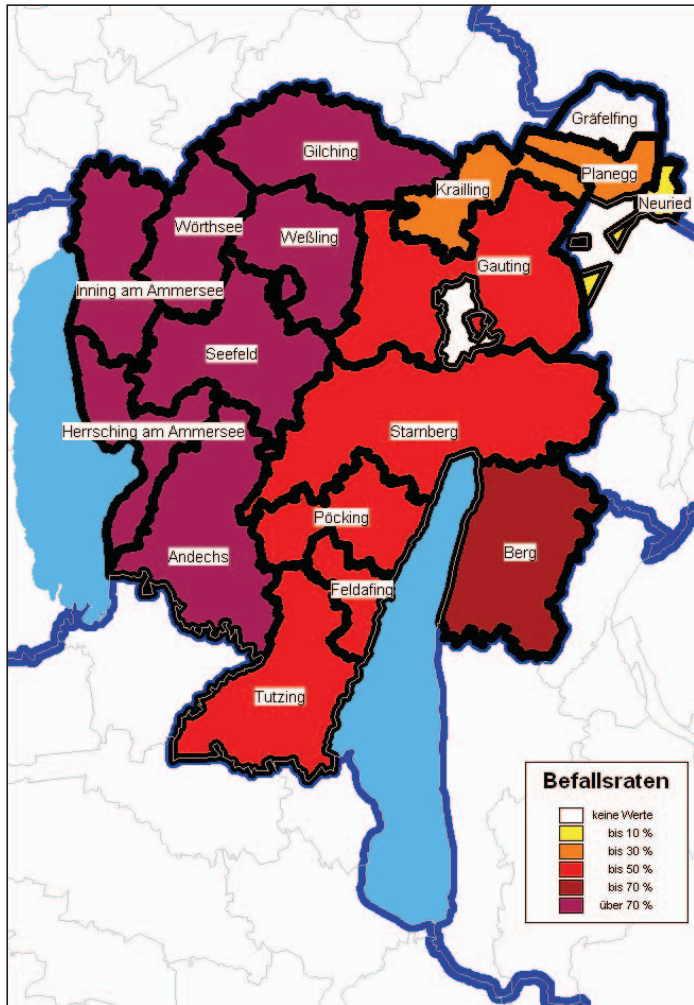 Gräfelfing
Gilching
Planegg
Krailling
Neuried
Wörthsee
Weßling
Gauting
Inning am Ammersee
Seefeld
Herrsching am Ammersee
Starnberg
Pöcking
Andechs
Berg
Feldafing
Tutzing
Befallsraten
keine Werte
bis 10 %
bis 30 %
bis 50 %
bis 70 %
über 70 %